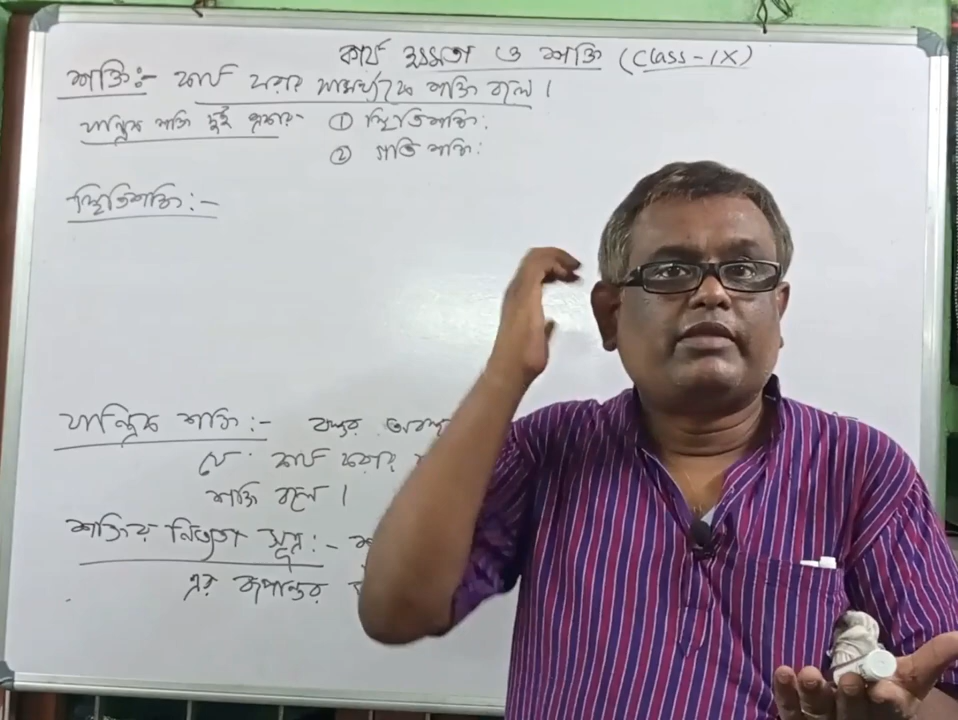 কার্য ক্ষমতা ও শক্তি (Class-IX)
শক্তিঃ- কার্য করার সামর্থ্যকে শক্তি বলে।
যান্ত্রিক শক্তি দুই প্রকার- ① স্থিতিশক্তি:
② গতি শক্তি:
স্থিতিশক্তি:-
যান্ত্রিক শক্তি:- বস্তুর
যে কার্য করার
শক্তি বলে।
শক্তির নিত্যতা সূত্র:-
এর রূপান্তর